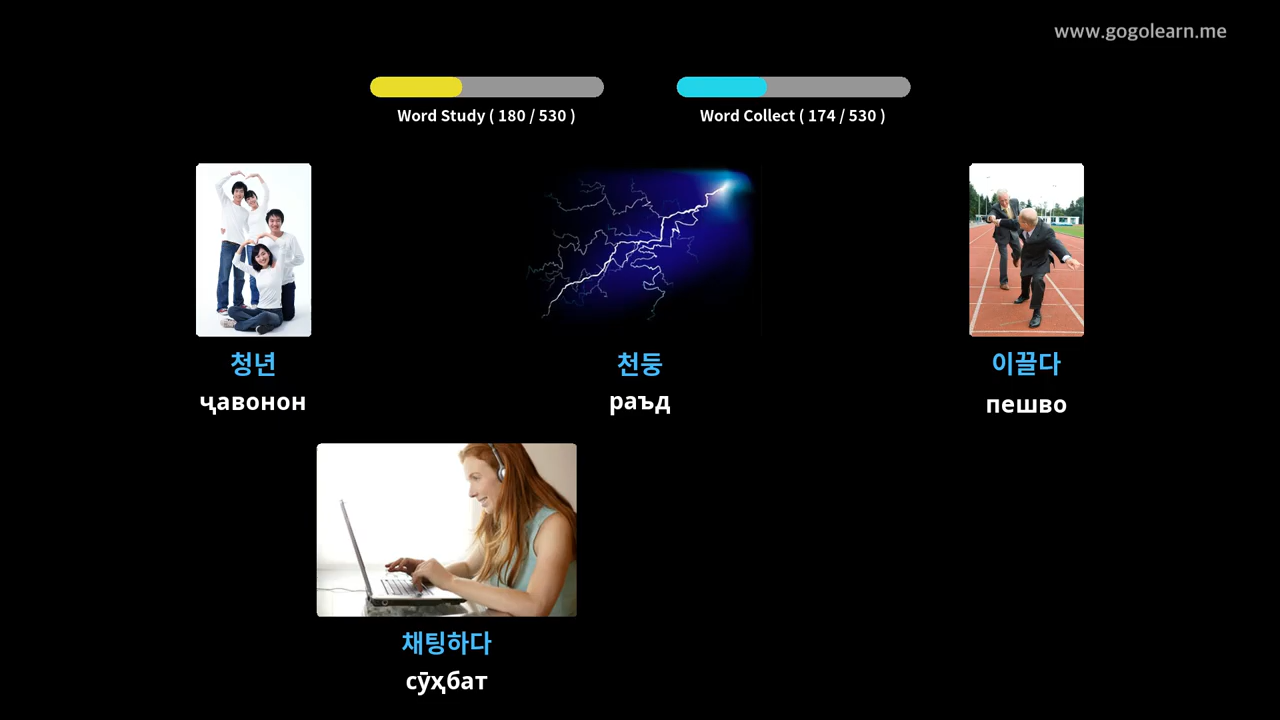 www.gogolearn.me
Word Study ( 180 / 530 )
Word Collect ( 174 / 530 )
청년
천둥
이끌다
ҷавонон
раъд
пешво
채팅하다
сӯҳбат